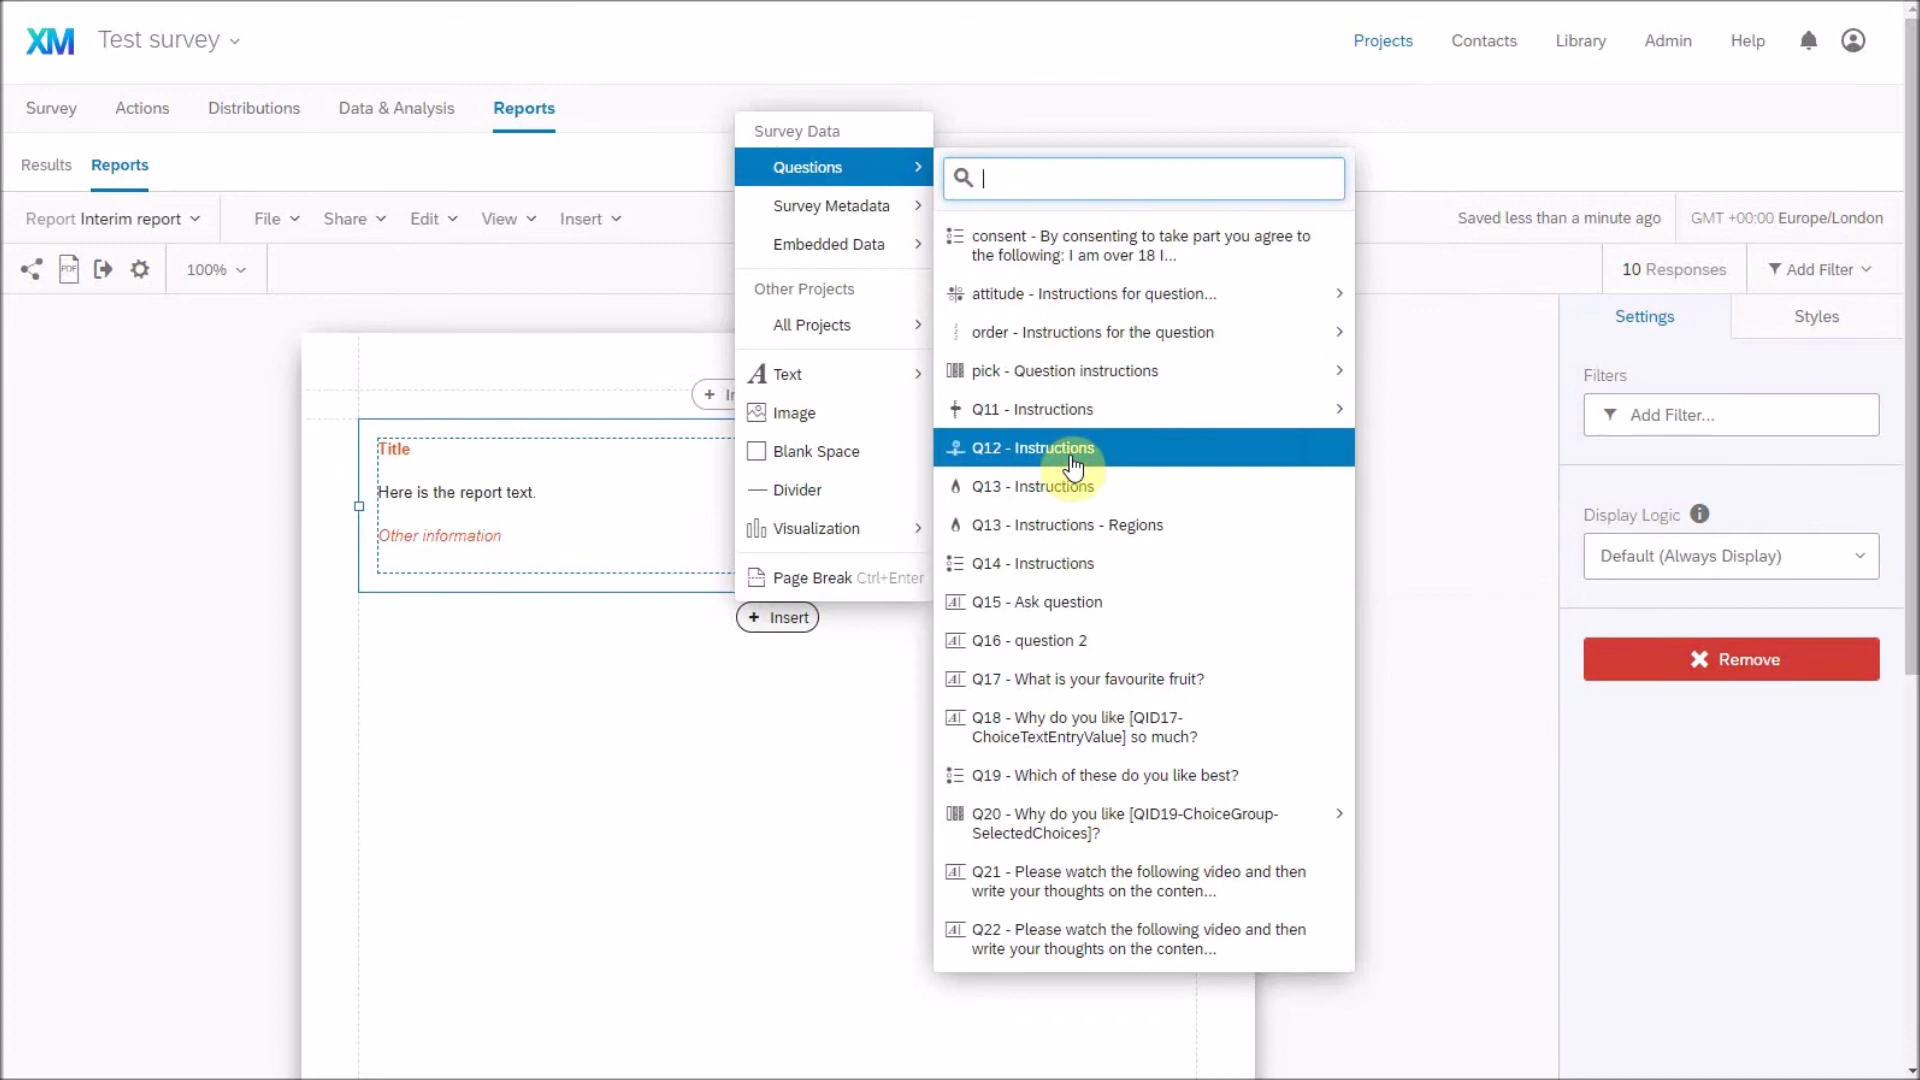 XM Test survey
Projects Contacts Library Admin Help
Survey Actions Distributions Data & Analysis Reports
Results Reports
Report Interim report File Share Edit View Insert
Saved less than a minute ago GMT +00:00 Europe/London
PDF 100%
10 Responses Add Filter
Title
Here is the report text.
Other information
Survey Data
Questions
Survey Metadata
Embedded Data
Other Projects
All Projects
Text
Image
Blank Space
Divider
Visualization
Page Break Ctrl+Enter
+ Insert
consent - By consenting to take part you agree to
the following: I am over 18 I...
attitude - Instructions for question...
order - Instructions for the question
pick - Question instructions
Q11 - Instructions
Q12 - Instructions
Q13 - Instructions
Q13 - Instructions - Regions
Q14 - Instructions
Q15 - Ask question
Q16 - question 2
Q17 - What is your favourite fruit?
Q18 - Why do you like [QID17-
ChoiceTextEntryValue] so much?
Q19 - Which of these do you like best?
Q20 - Why do you like [QID19-ChoiceGroup-
SelectedChoices]?
Q21 - Please watch the following video and then
write your thoughts on the conten...
Q22 - Please watch the following video and then
write your thoughts on the conten...
Settings Styles
Filters
Add Filter...
Display Logic
Default (Always Display)
Remove